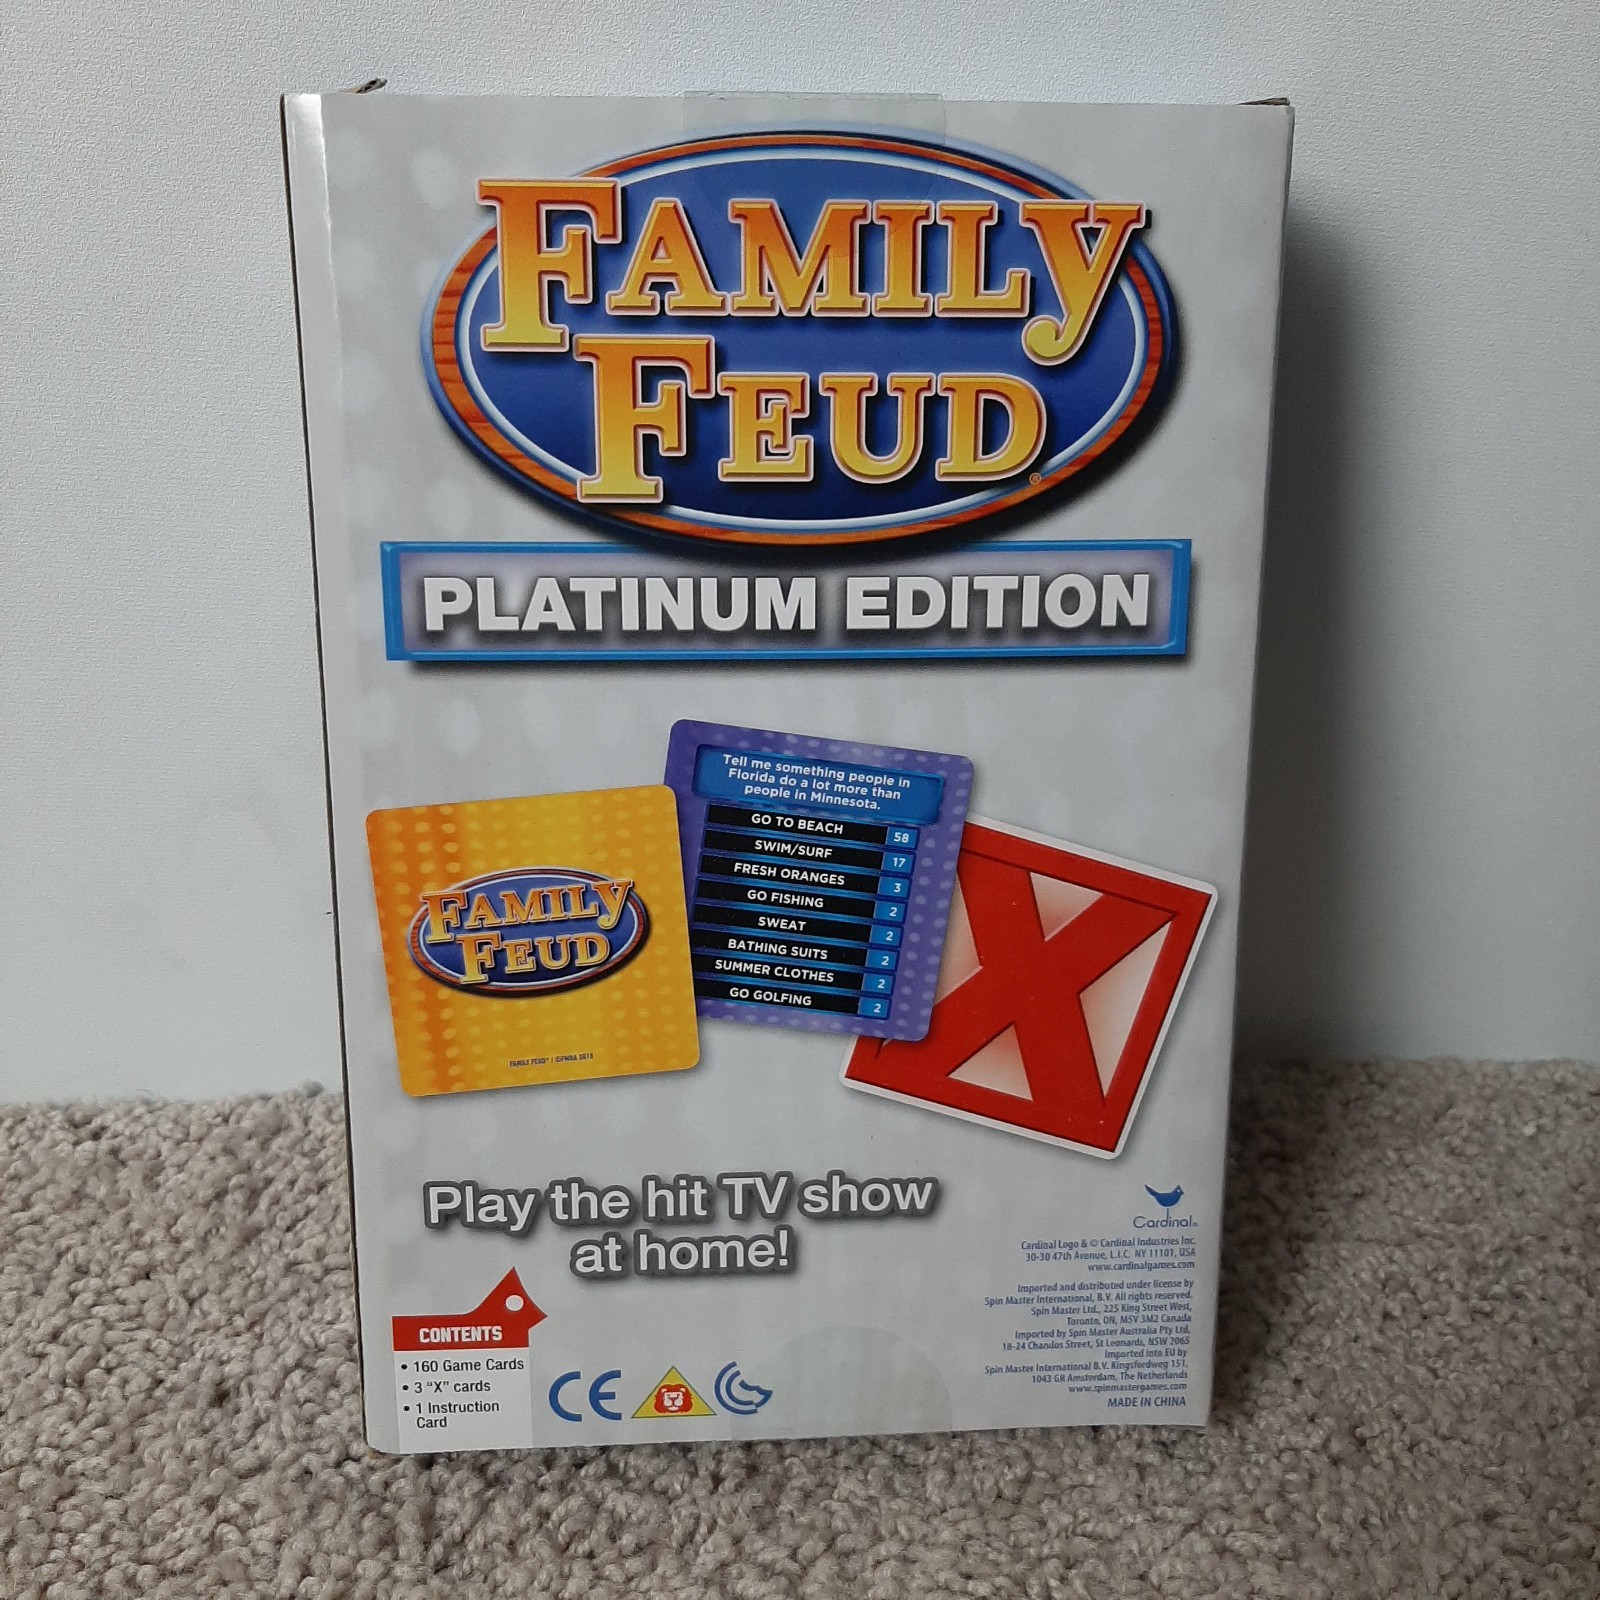 FAMILY
FEUD®
PLATINUM EDITION
Tell me something people in
Florida do a lot more than
people in Minnesota.
GO TO BEACH 58
SWIM/SURF 17
FRESH ORANGES 3
GO FISHING 2
SWEAT 2
BATHING SUITS 2
SUMMER CLOTHES 2
GO GOLFING 2
FAMILY
FEUD
FAMILY FEUD™ / ©FMNA
X
Play the hit TV show
at home!
Cardinal
Cardinal Logo & © Cardinal Industries Inc.
30-30 47th Avenue, L.I.C. NY 11101, USA
www.cardinalgames.com
Imported and distributed under license by
Spin Master International, B.V. All rights reserved.
Spin Master Ltd., 225 King Street West,
Toronto, ON, M5V 3M2 Canada
Imported by Spin Master Australia Pty Ltd,
18-24 Chandos Street, St Leonards, NSW 2065
Imported into EU by
Spin Master International B.V. Kingsfordweg 151,
1043 GR Amsterdam, The Netherlands
www.spinmastergames.com
MADE IN CHINA
CONTENTS
• 160 Game Cards
• 3 "X" cards
• 1 Instruction
Card
CE